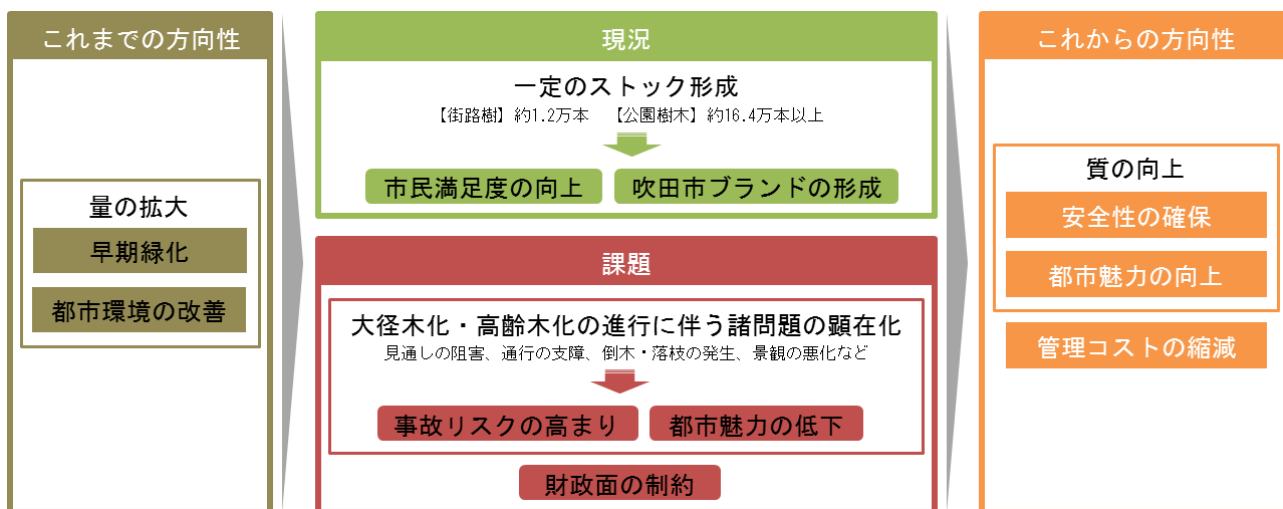 これまでの方向性
量の拡大
早期緑化
都市環境の改善
現況
一定のストック形成
【街路樹】約1.2万本 【公園樹木】約16.4万本以上
市民満足度の向上
吹田市ブランドの形成
課題
大径木化・高齢木化の進行に伴う諸問題の顕在化
見通しの阻害、通行の支障、倒木・落枝の発生、景観の悪化など
事故リスクの高まり
都市魅力の低下
財政面の制約
これからの方向性
質の向上
安全性の確保
都市魅力の向上
管理コストの縮減